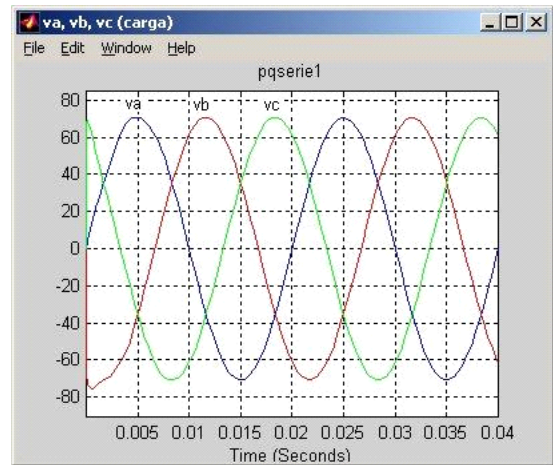 va, vb, vc (carga)
File Edit Window Help
pqserie1
80
60
40
20
0
-20
-40
-60
-80
va vb vc
0.005 0.01 0.015 0.02 0.025 0.03 0.035 0.04
Time (Seconds)